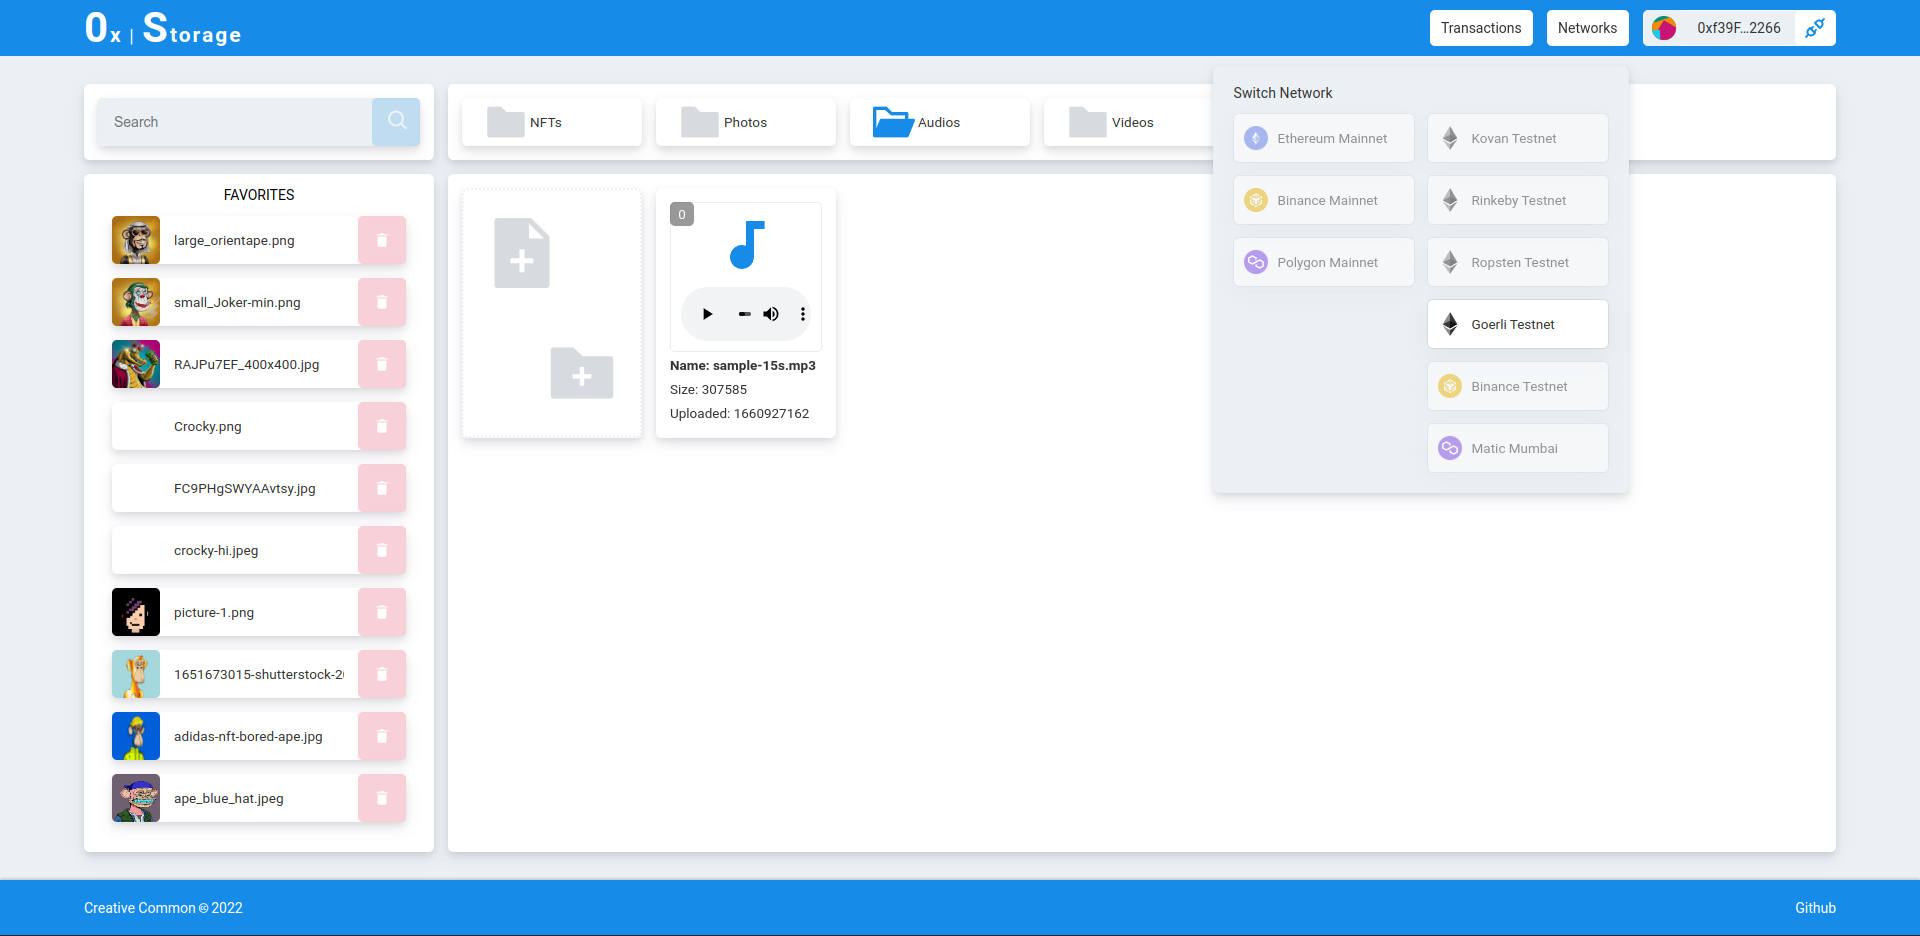 0x | Storage
Transactions
Networks
0xf39F...2266
Search
NFTs
Photos
Audios
Videos
Switch Network
Ethereum Mainnet
Kovan Testnet
Binance Mainnet
Rinkeby Testnet
Polygon Mainnet
Ropsten Testnet
Goerli Testnet
Binance Testnet
Matic Mumbai
FAVORITES
large_orientape.png
small_Joker-min.png
RAJPu7EF_400x400.jpg
Crocky.png
FC9PHgSWYAAvtsy.jpg
crocky-hi.jpeg
picture-1.png
1651673015-shutterstock-2
adidas-nft-bored-ape.jpg
ape_blue_hat.jpeg
0
Name: sample-15s.mp3
Size: 307585
Uploaded: 1660927162
Creative Common © 2022
Github